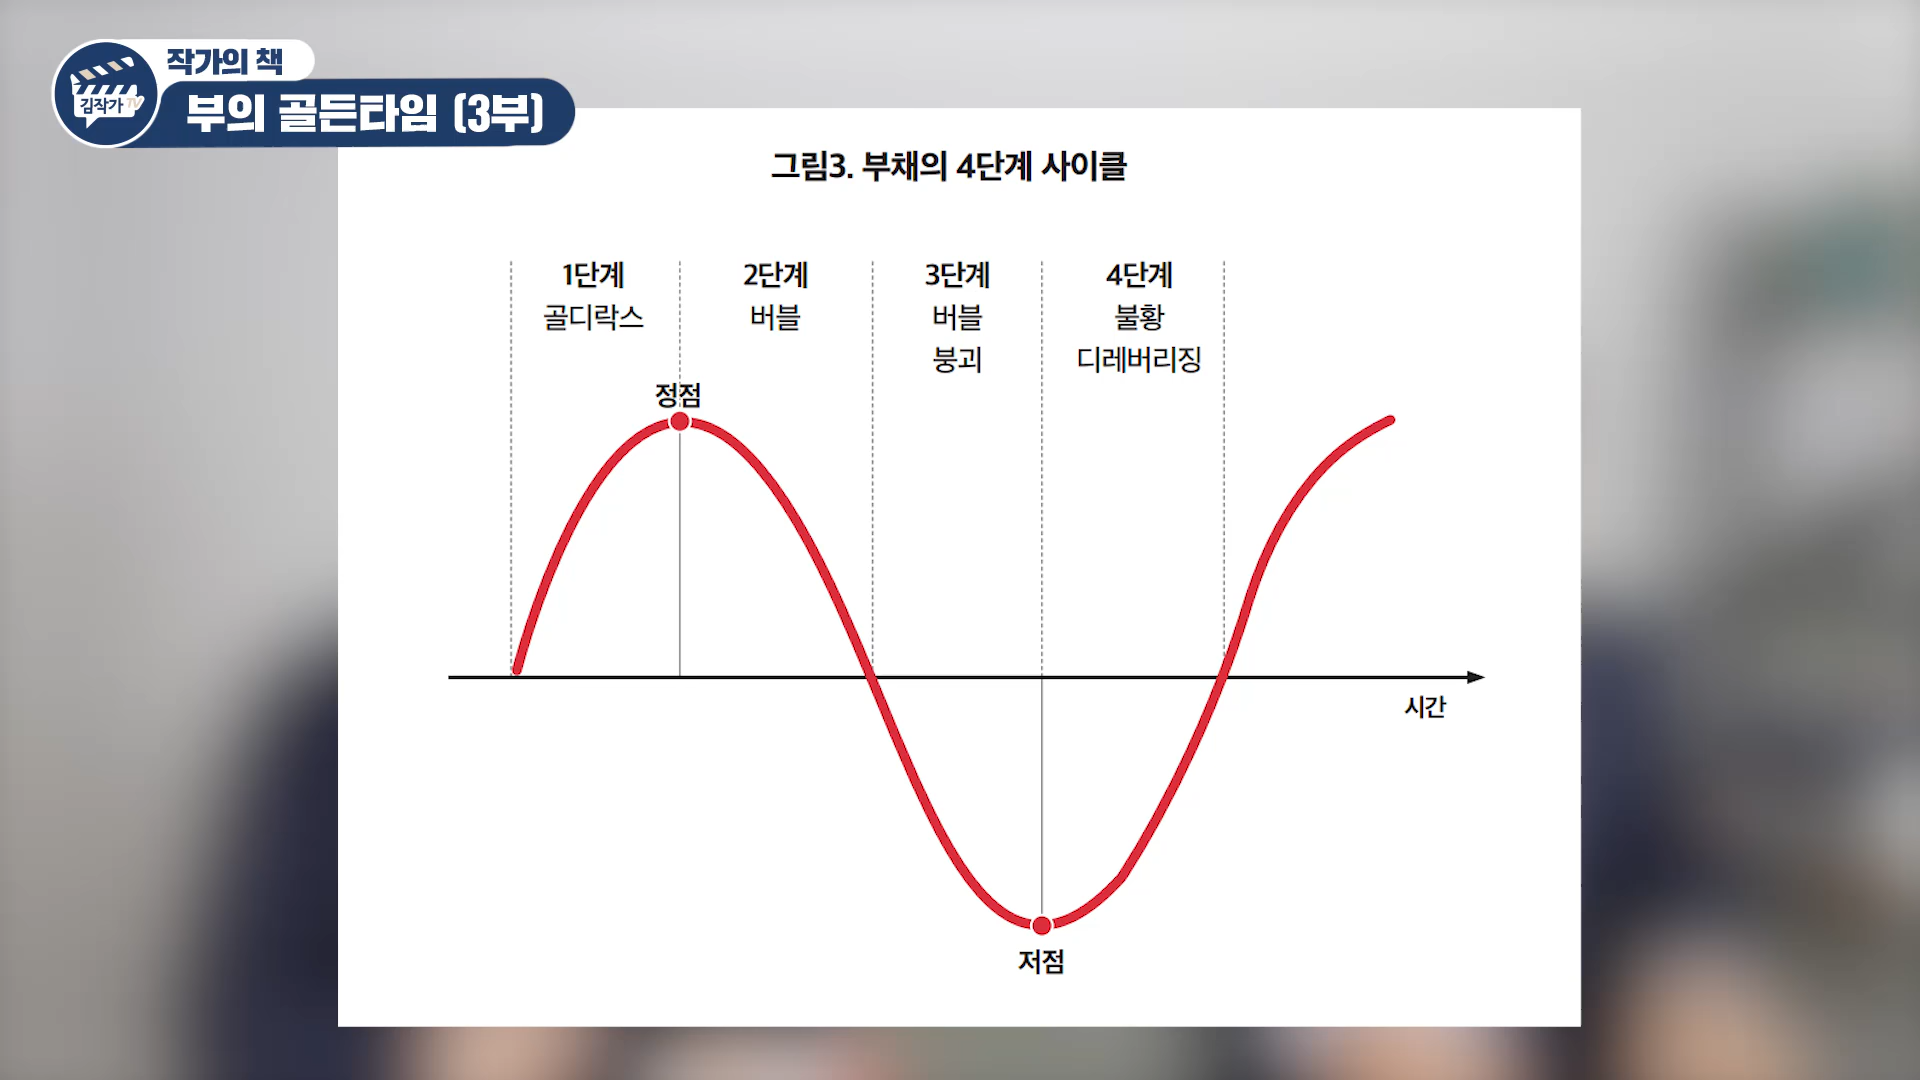 작가의 책
김작가 TV
부의 골든타임 (3부)
그림3. 부채의 4단계 사이클
1단계
골디락스
2단계
버블
3단계
버블
붕괴
4단계
불황
디레버리징
정점
시간
저점